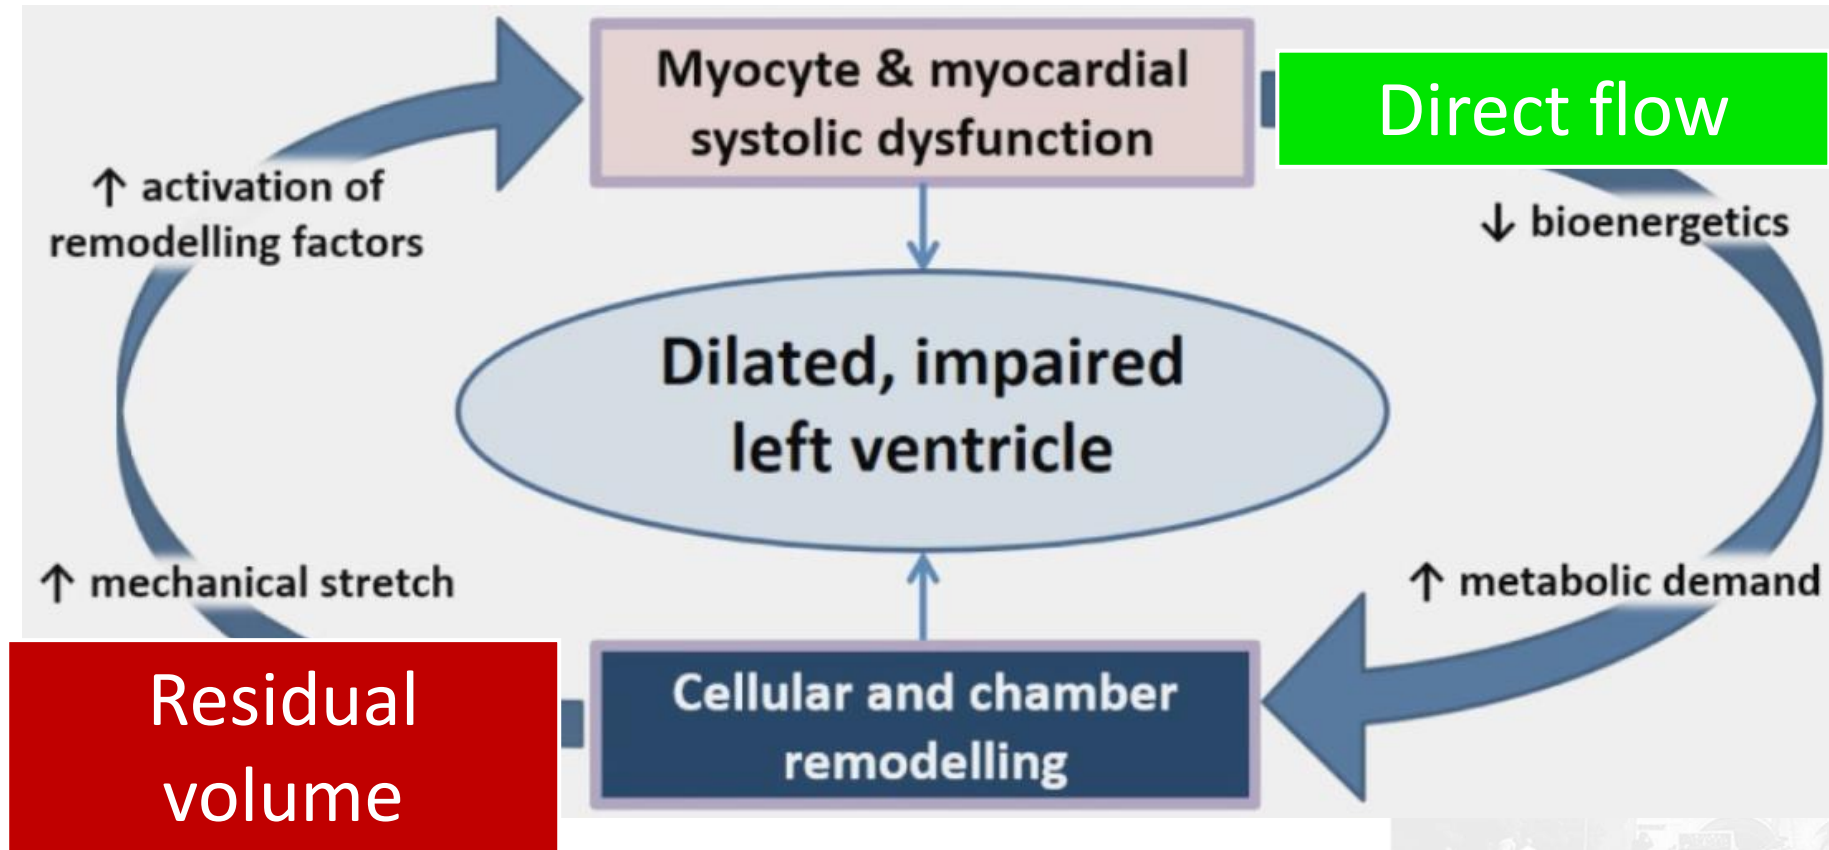 Myocyte & myocardial
systolic dysfunction
Direct flow
↑ activation of
remodelling factors
↓ bioenergetics
Dilated, impaired
left ventricle
↑ mechanical stretch
↑ metabolic demand
Residual
volume
Cellular and chamber
remodelling